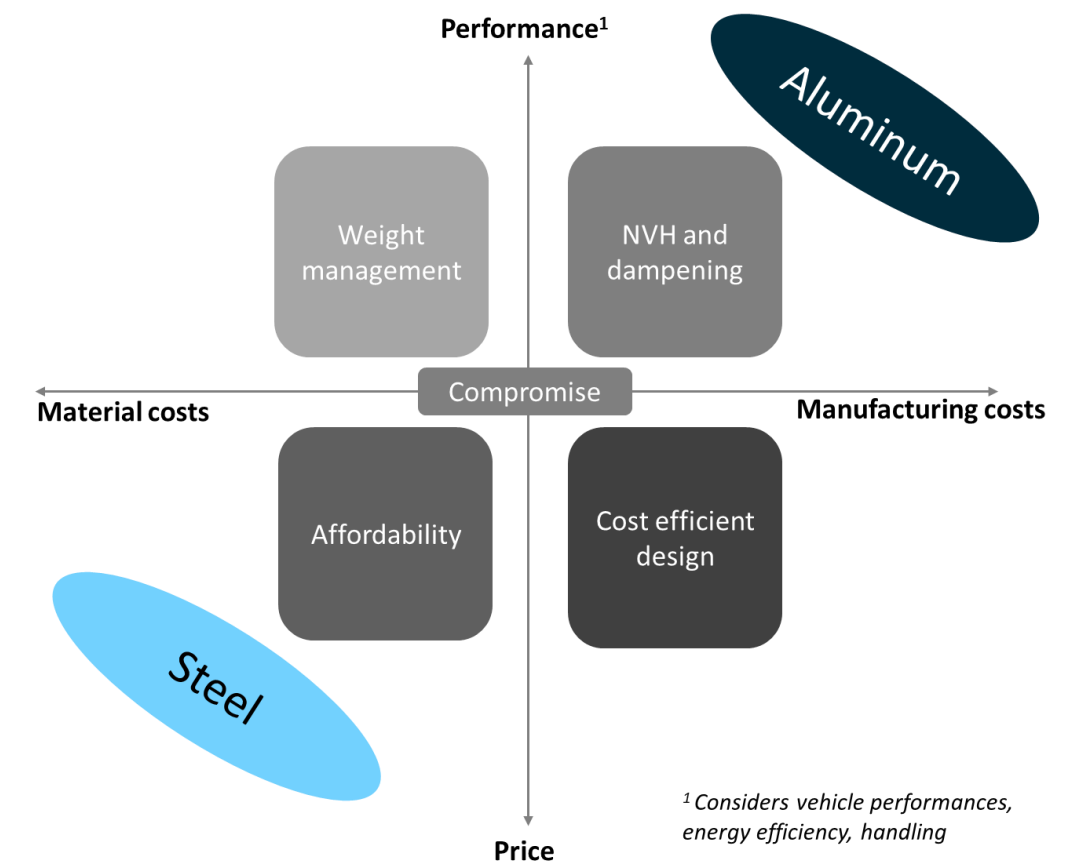 Performance¹
Aluminum
Weight
management
NVH and
dampening
Compromise
Material costs
Manufacturing costs
Affordability
Cost efficient
design
Steel
¹ Considers vehicle performances,
energy efficiency, handling
Price